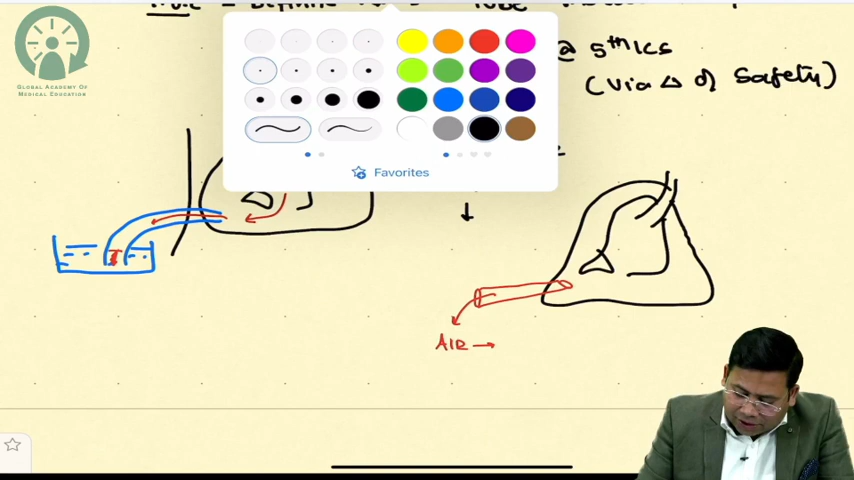 @ 5th ICS
(Via △ of Safety)
GLOBAL ACADEMY OF
MEDICAL EDUCATION
Favorites
↓
AIR →